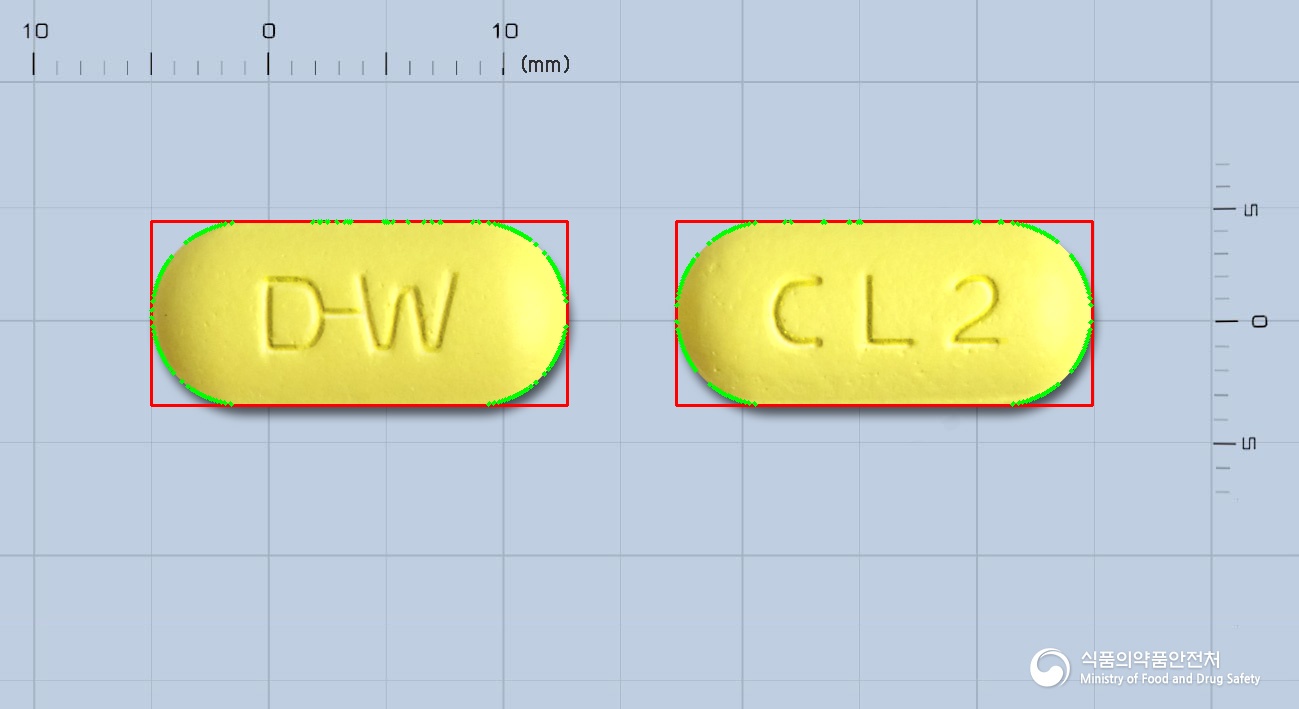 10 0 10
(mm)
D-W
CL2
5
0
5
식품의약품안전처
Ministry of Food and Drug Safety